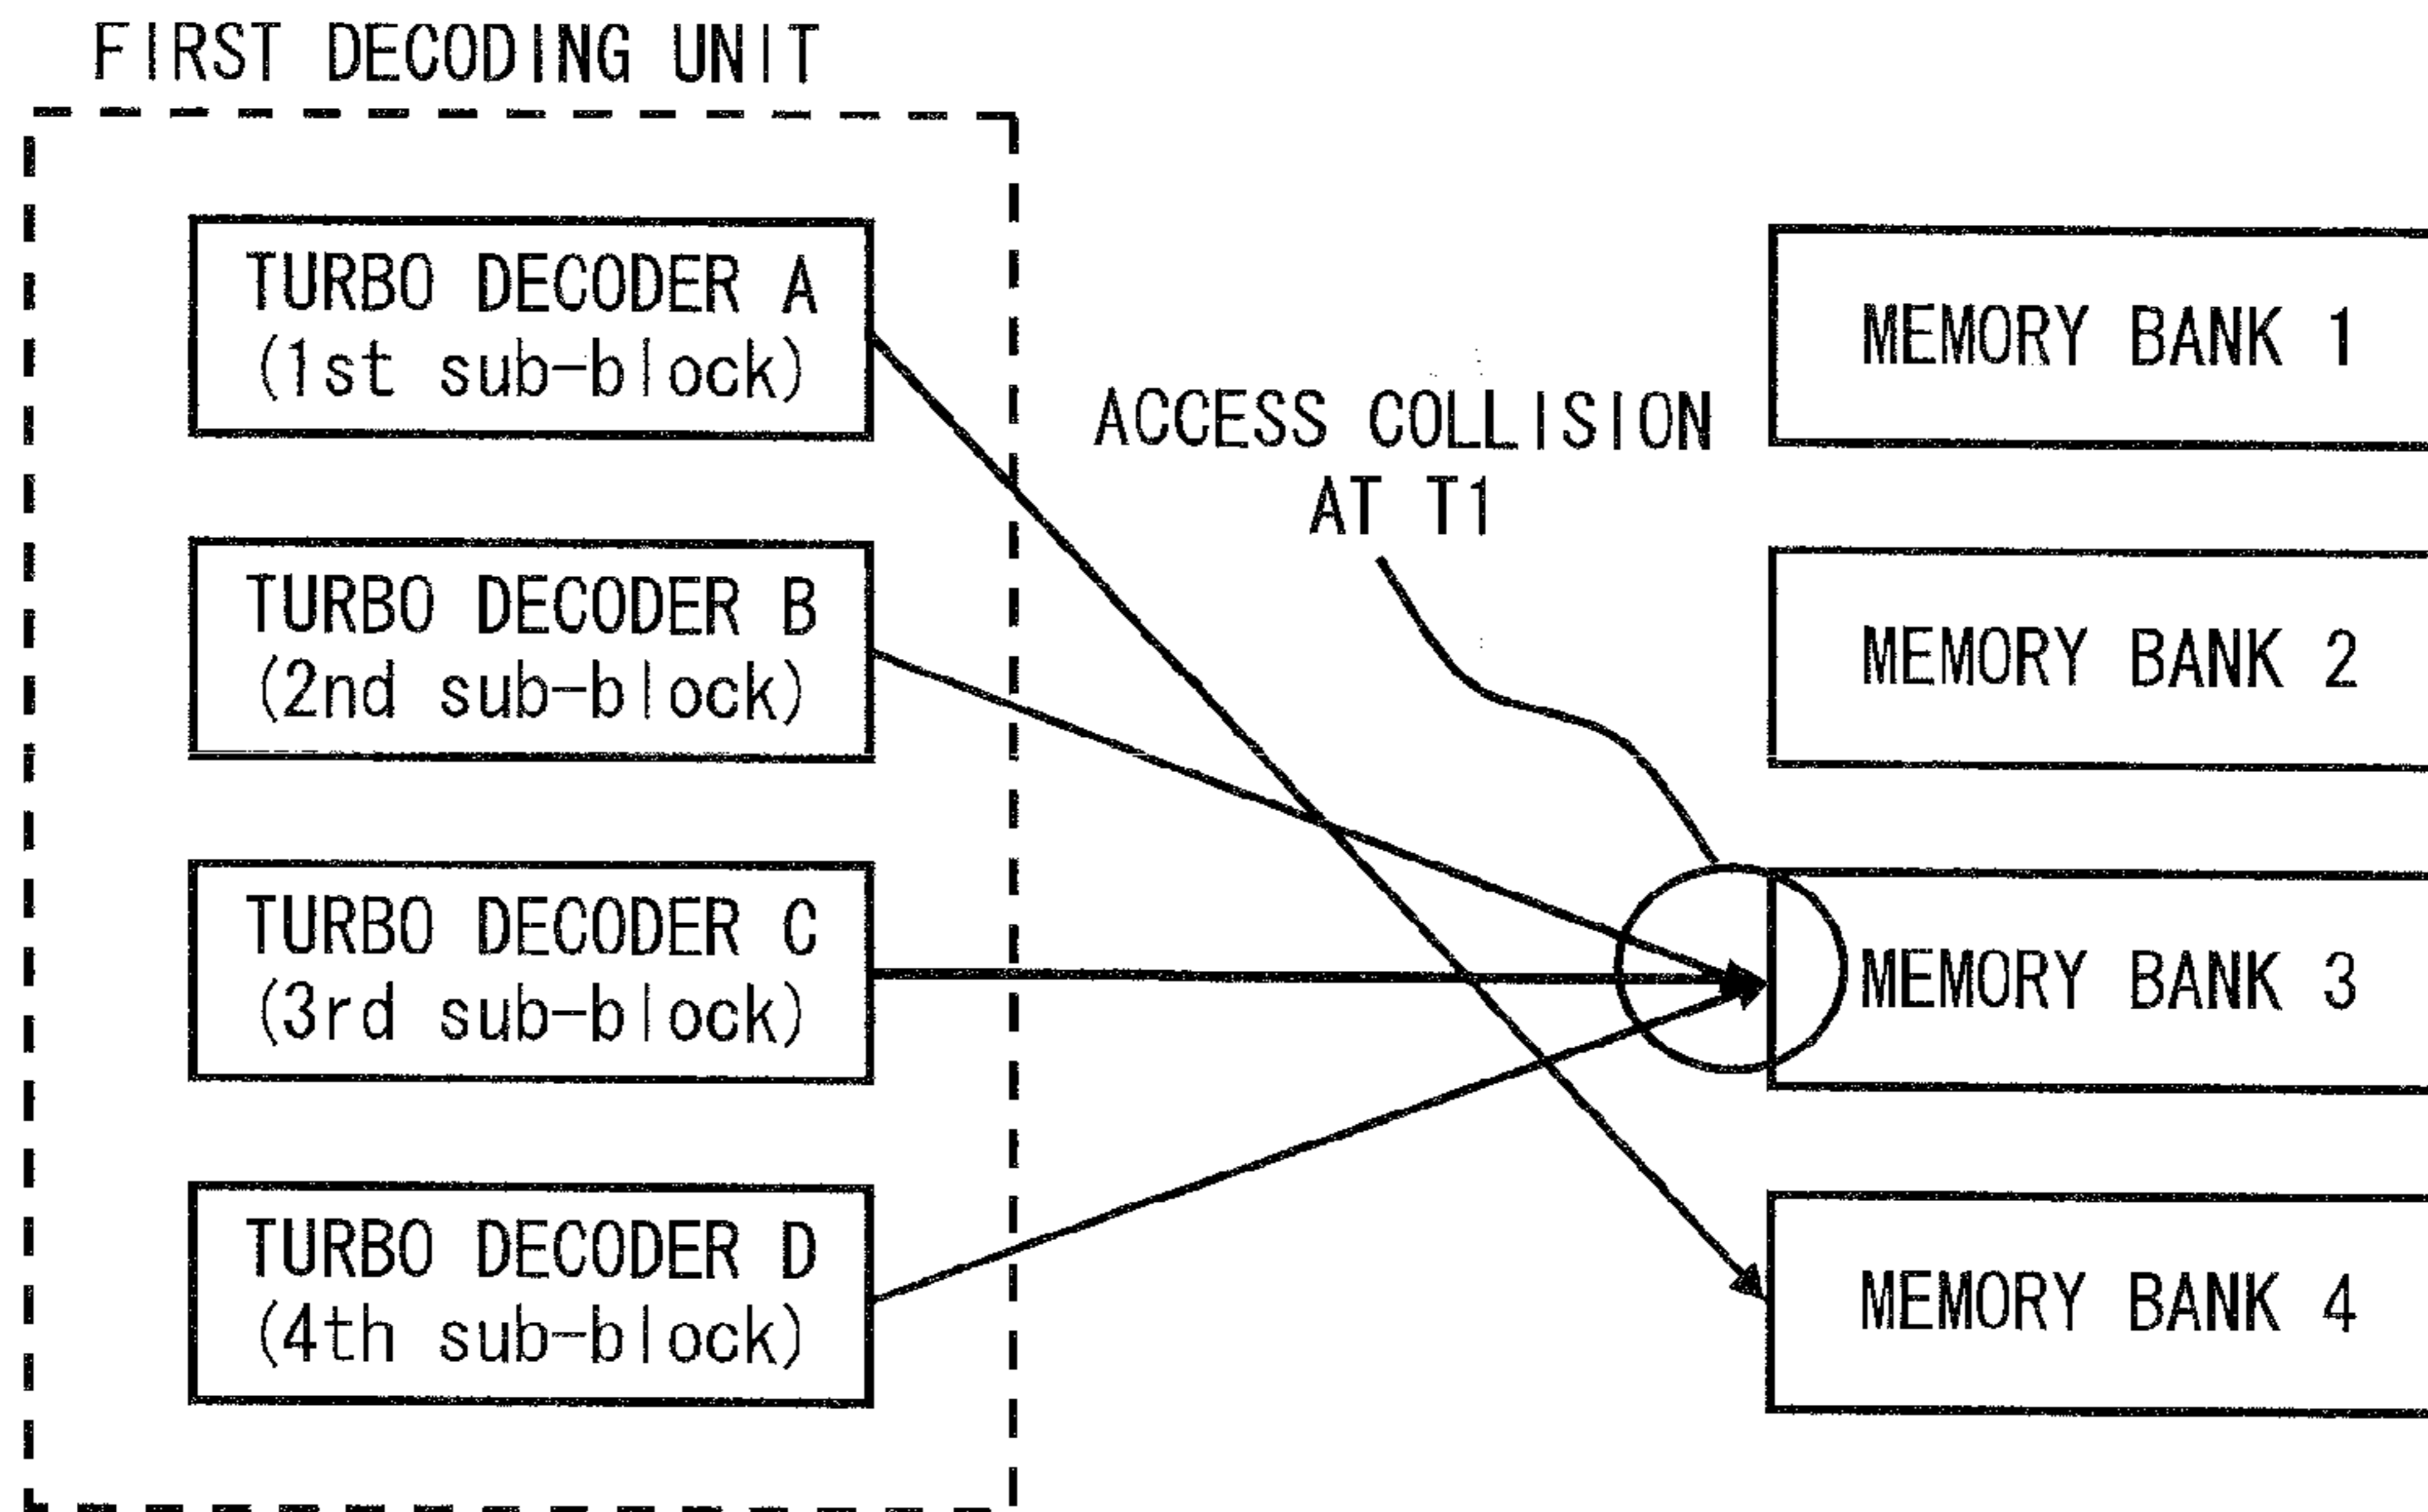 FIRST DECODING UNIT
TURBO DECODER A
(1st sub-block)
TURBO DECODER B
(2nd sub-block)
TURBO DECODER C
(3rd sub-block)
TURBO DECODER D
(4th sub-block)
ACCESS COLLISION
AT T1
MEMORY BANK 1
MEMORY BANK 2
MEMORY BANK 3
MEMORY BANK 4